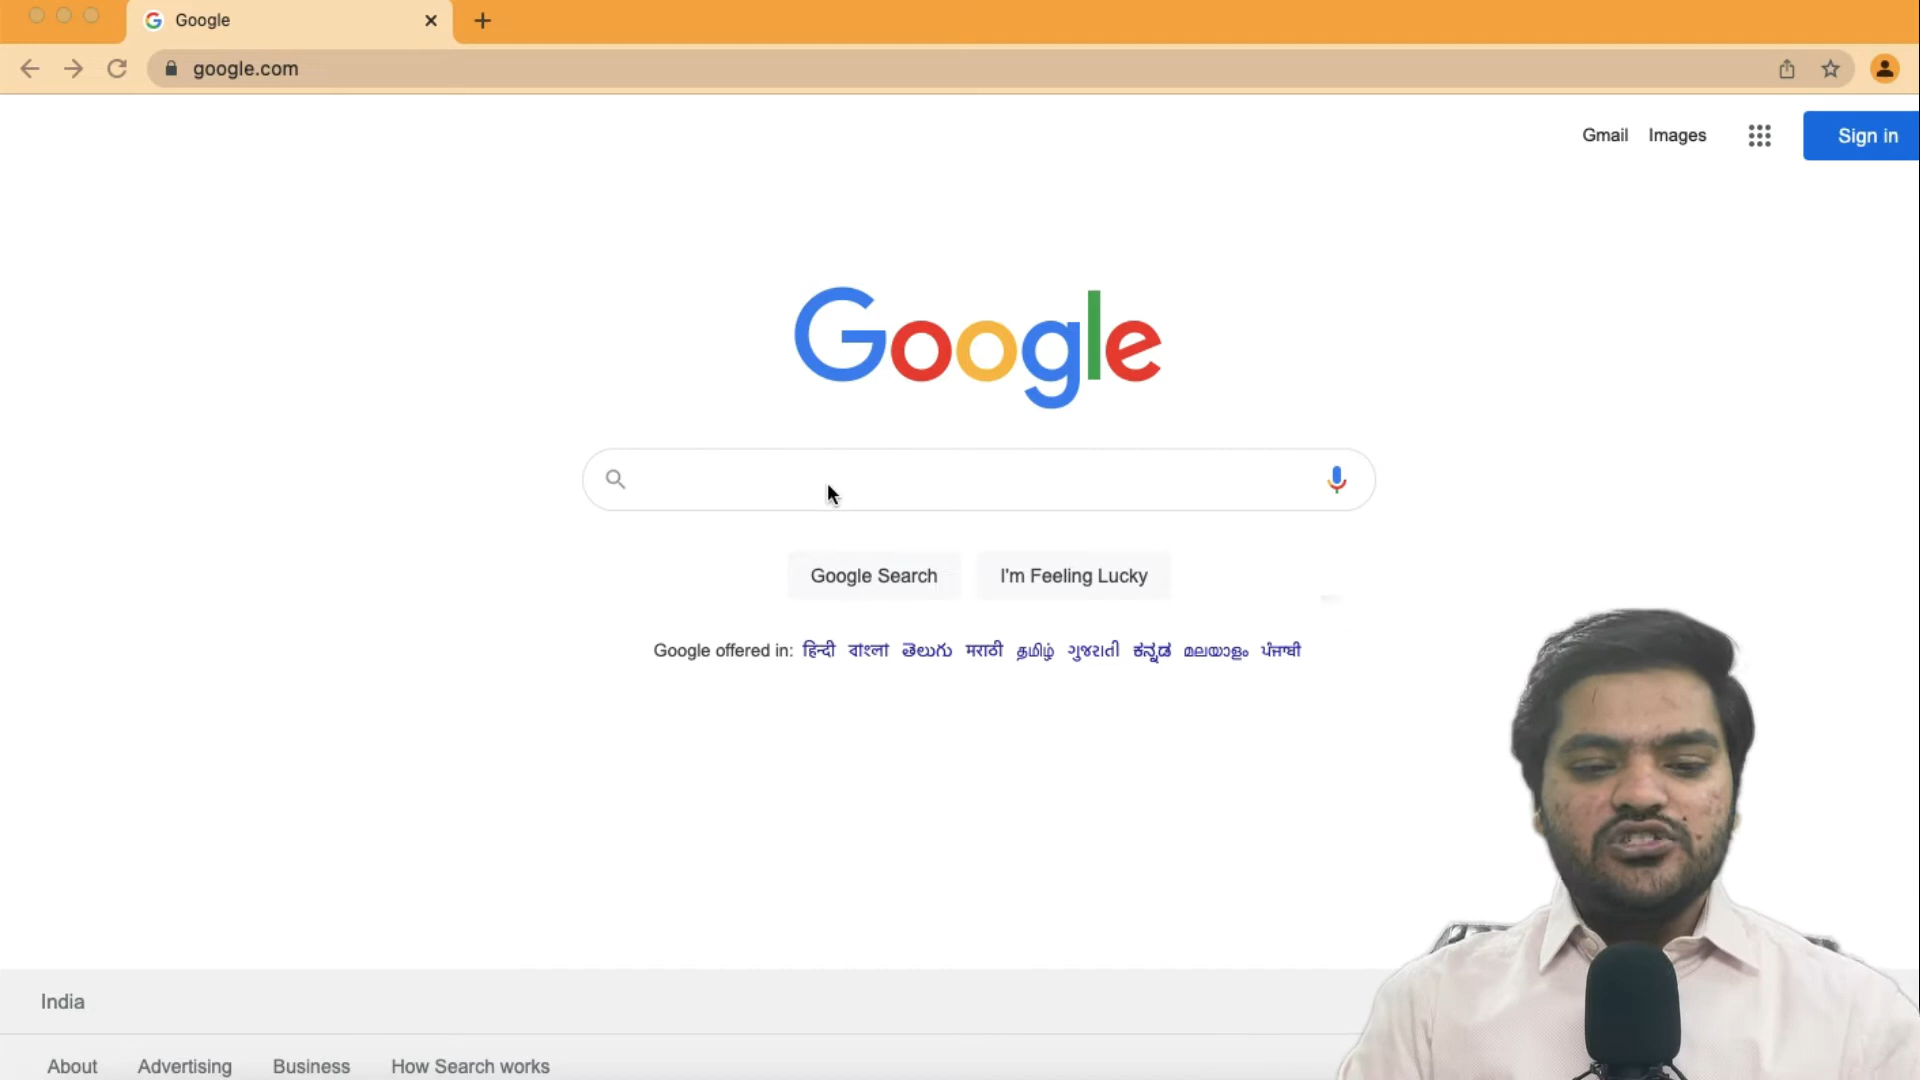 Google
google.com
Gmail Images Sign in
Google
Google Search I'm Feeling Lucky
Google offered in: हिन्दी বাংলা తెలుగు मराठी தமிழ் ગુજરાતી ಕನ್ನಡ മലയാളം ਪੰਜਾਬੀ
India
About Advertising Business How Search works